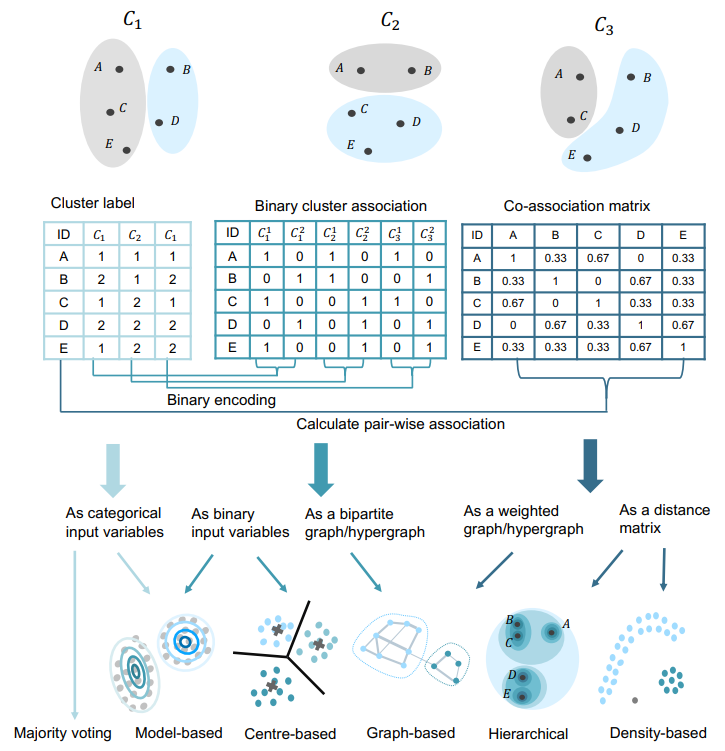 C1 C2 C3
A B C D E
A B C D E
A B C D E
Cluster label
ID C1 C2 C1
A 1 1 1
B 2 1 2
C 1 2 1
D 2 2 2
E 1 2 2
Binary cluster association
ID C_1^1 C_1^2 C_2^1 C_2^2 C_3^1 C_3^2
A 1 0 1 0 1 0
B 0 1 1 0 0 1
C 1 0 0 1 1 0
D 0 1 0 1 0 1
E 1 0 0 1 0 1
Co-association matrix
ID A B C D E
A 1 0.33 0.67 0 0.33
B 0.33 1 0 0.67 0.33
C 0.67 0 1 0.33 0.33
D 0 0.67 0.33 1 0.67
E 0.33 0.33 0.33 0.67 1
Binary encoding
Calculate pair-wise association
As categorical
input variables
As binary
input variables
As a bipartite
graph/hypergraph
As a weighted
graph/hypergraph
As a distance
matrix
B A
C
D
E
Majority voting
Model-based
Centre-based
Graph-based
Hierarchical
Density-based